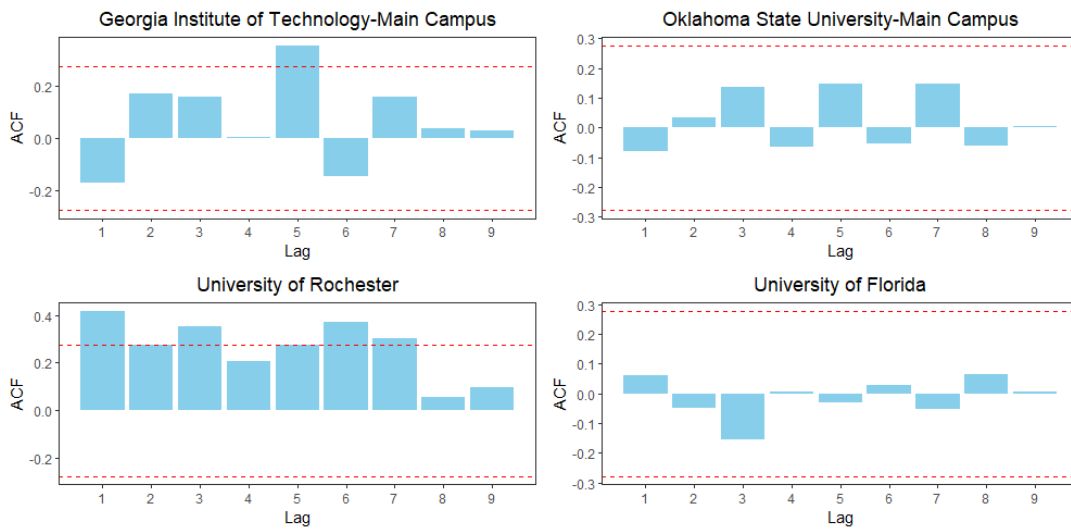 Georgia Institute of Technology-Main Campus
ACF
0.2
0.0
-0.2
1 2 3 4 5 6 7 8 9
Lag
Oklahoma State University-Main Campus
ACF
0.3
0.2
0.1
0.0
-0.1
-0.2
-0.3
1 2 3 4 5 6 7 8 9
Lag
University of Rochester
ACF
0.4
0.2
0.0
-0.2
1 2 3 4 5 6 7 8 9
Lag
University of Florida
ACF
0.3
0.2
0.1
0.0
-0.1
-0.2
-0.3
1 2 3 4 5 6 7 8 9
Lag